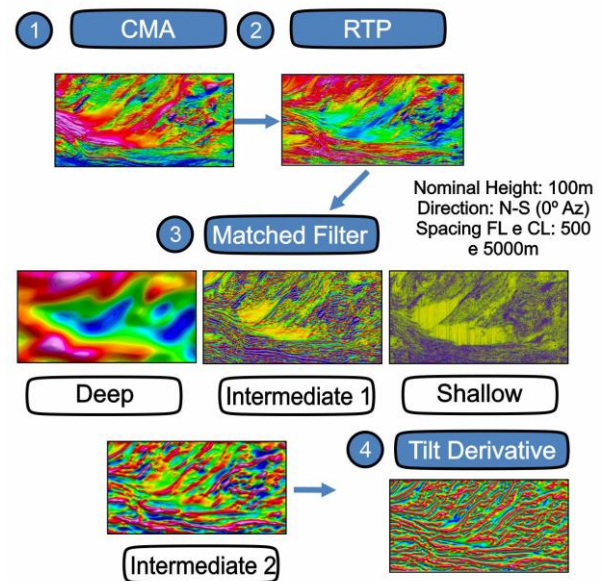 1 CMA 2 RTP
Nominal Height: 100m
Direction: N-S (0º Az)
Spacing FL e CL: 500
e 5000m
3 Matched Filter
Deep Intermediate 1 Shallow
4 Tilt Derivative
Intermediate 2